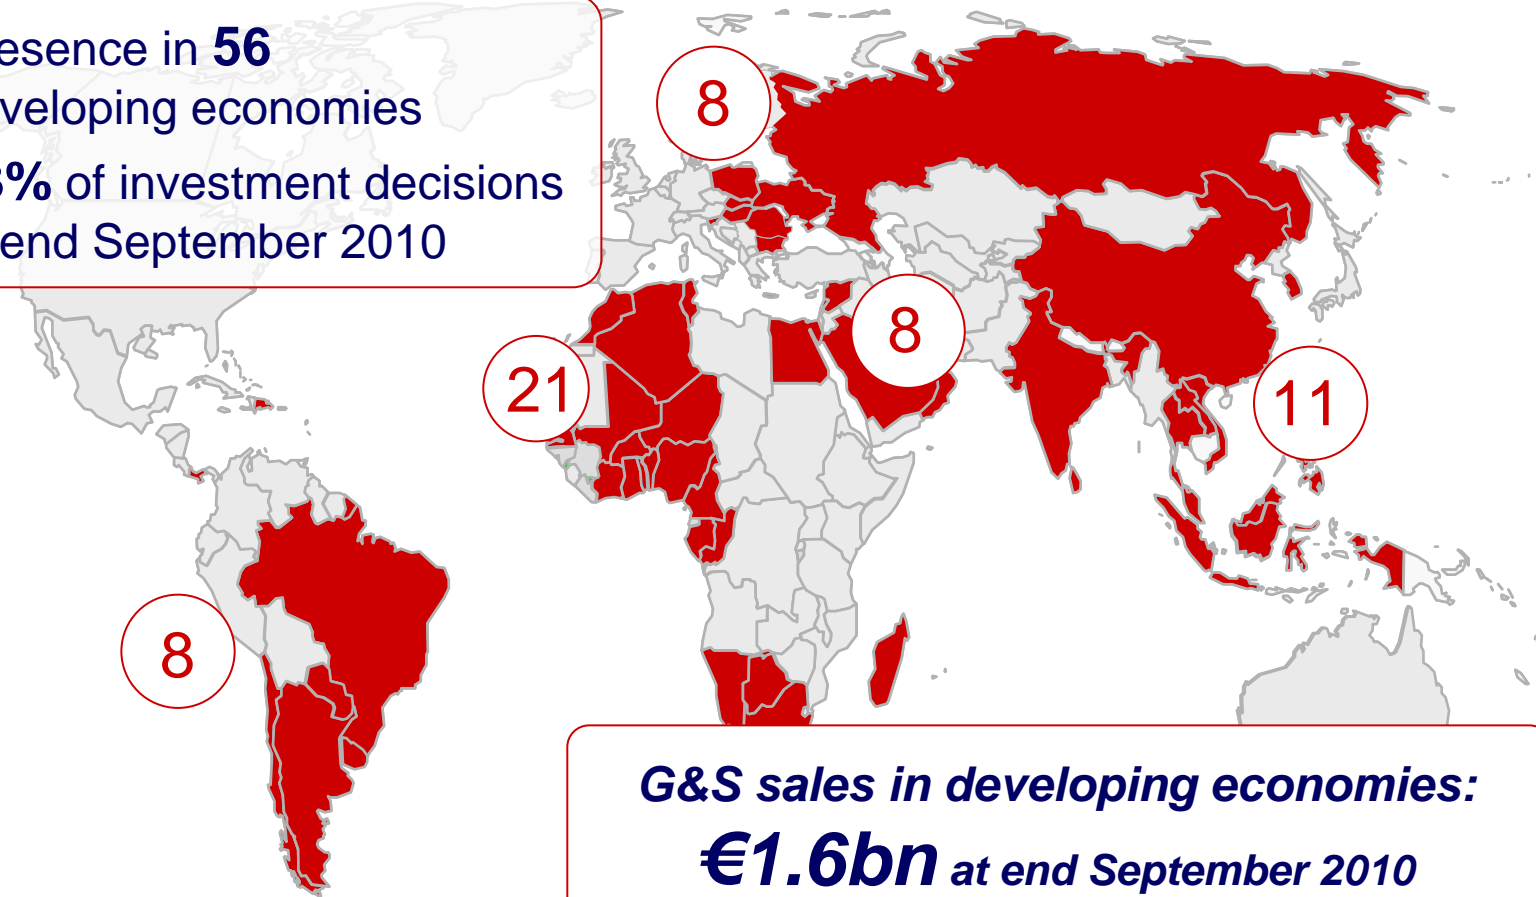 esence in 56
veloping economies
% of investment decisions
end September 2010
8
8
21
11
8
G&S sales in developing economies:
€1.6bn at end September 2010